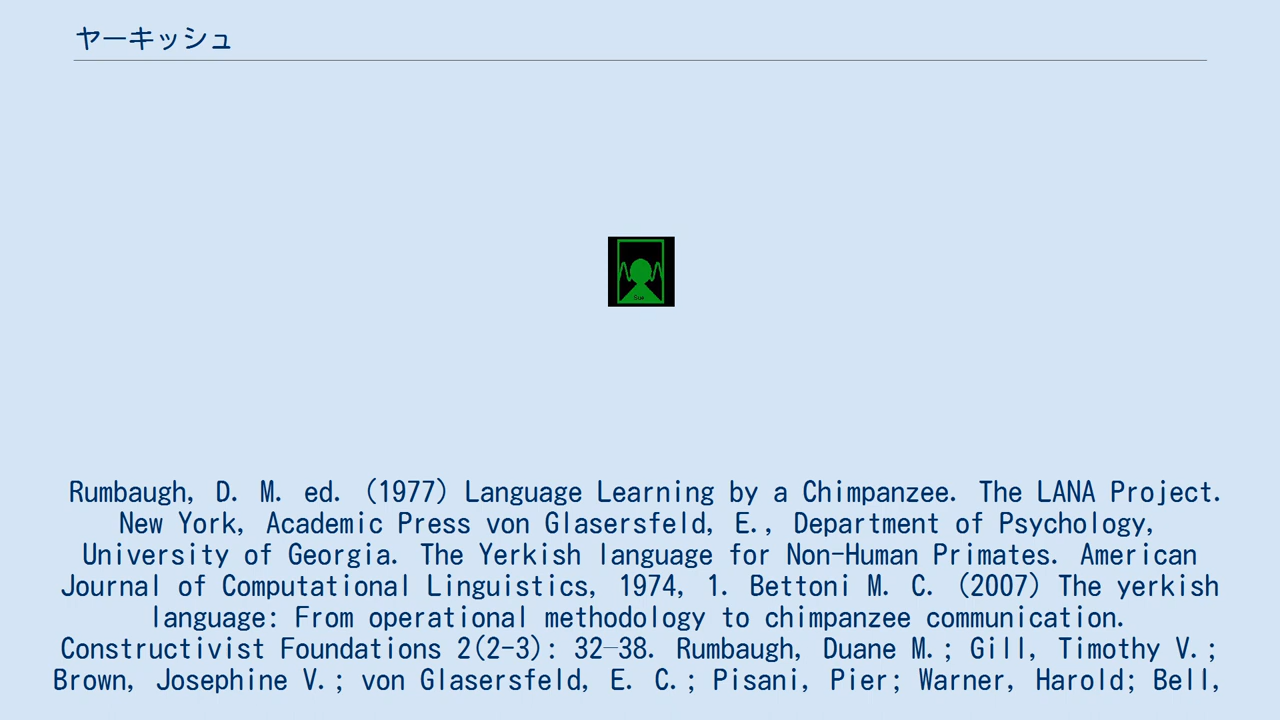 ヤーキッシュ
Sue
Rumbaugh, D. M. ed. (1977) Language Learning by a Chimpanzee. The LANA Project.
New York, Academic Press von Glasersfeld, E., Department of Psychology,
University of Georgia. The Yerkish language for Non-Human Primates. American
Journal of Computational Linguistics, 1974, 1. Bettoni M. C. (2007) The yerkish
language: From operational methodology to chimpanzee communication.
Constructivist Foundations 2(2-3): 32–38. Rumbaugh, Duane M.; Gill, Timothy V.;
Brown, Josephine V.; von Glasersfeld, E. C.; Pisani, Pier; Warner, Harold; Bell,